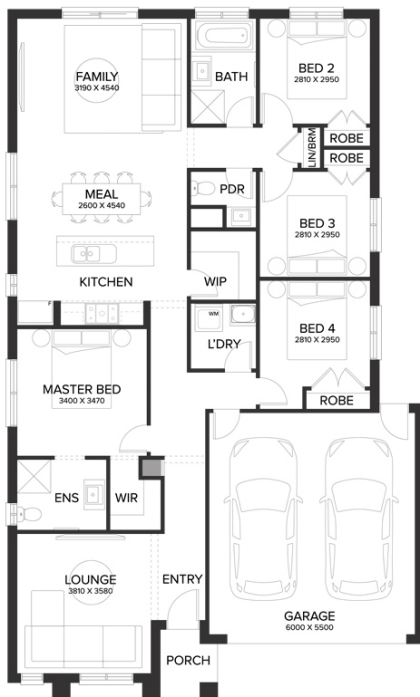 FAMILY
3190 X 4540
BATH
BED 2
2810 X 2950
LIN/BRM
ROBE
ROBE
PDR
MEAL
2600 X 4540
BED 3
2810 X 2950
KITCHEN
WIP
F
WM
L'DRY
BED 4
2810 X 2950
MASTER BED
3400 X 3470
ROBE
ENS
WIR
LOUNGE
3810 X 3580
ENTRY
GARAGE
6000 X 5500
PORCH